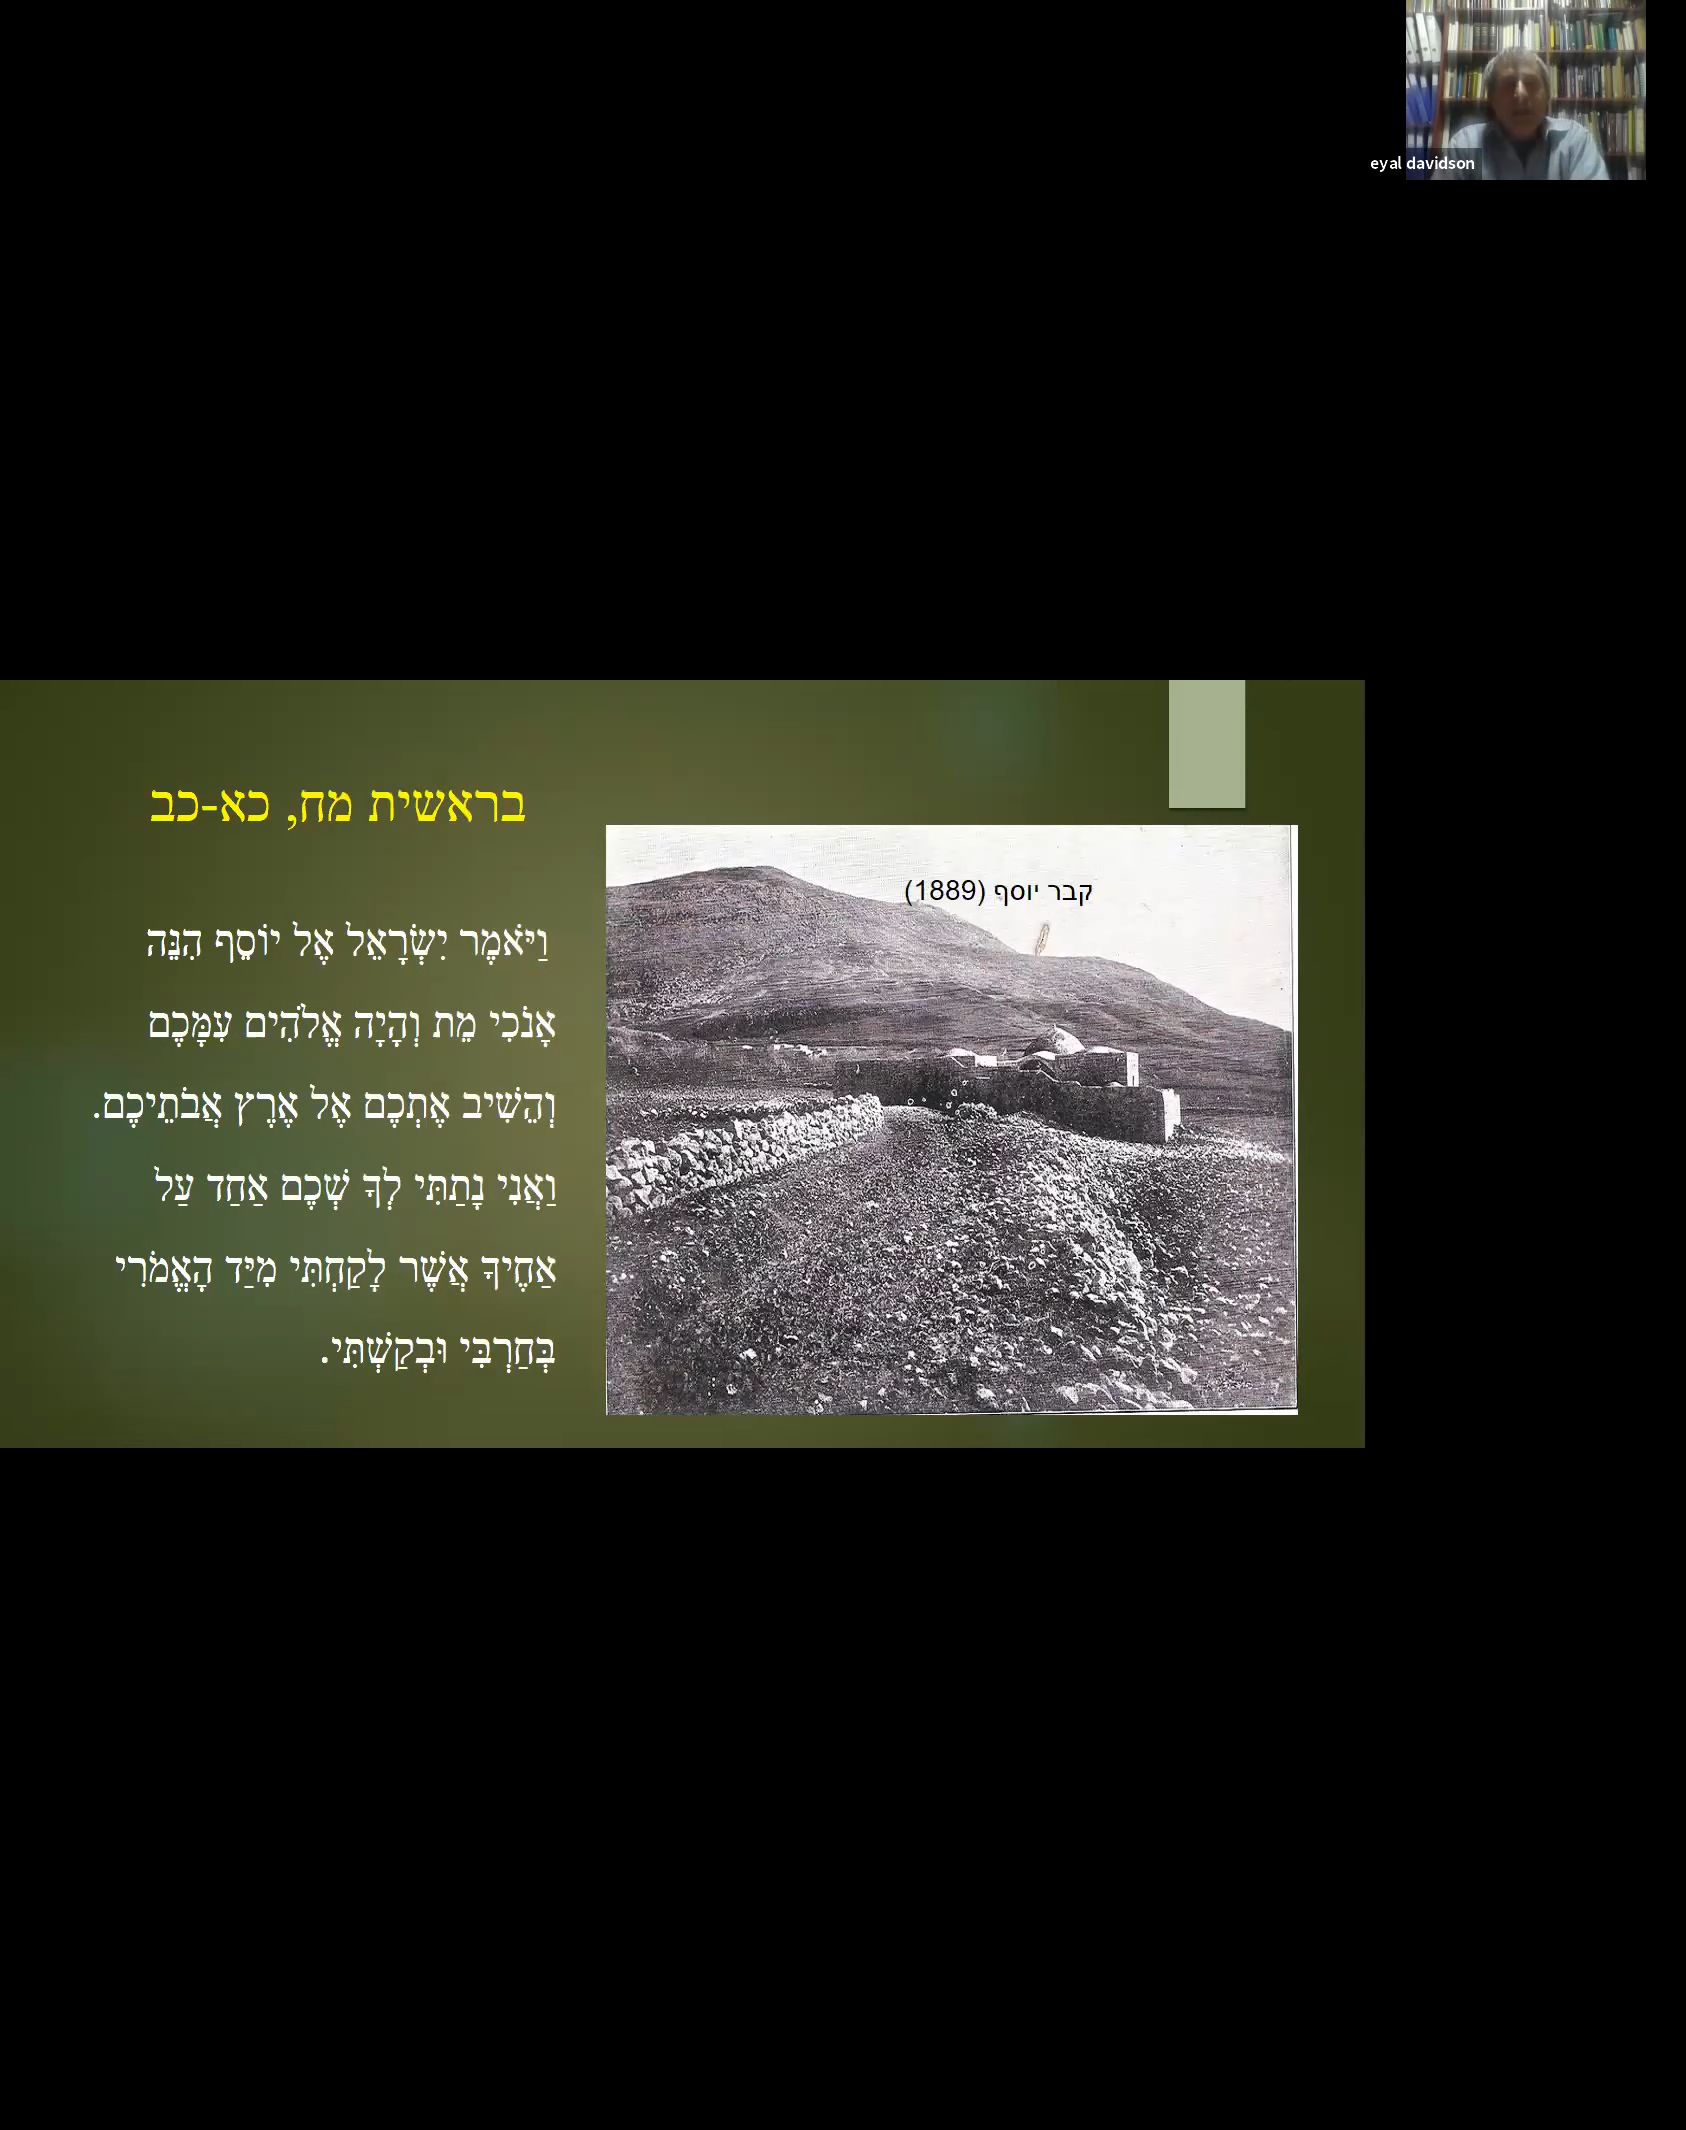 eyal davidson
בראשית מח, כא-כב
קבר יוסף (1889)
וַיֹּאמֶר יִשְׂרָאֵל אֶל יוֹסֵף הִנֵּה
אָנֹכִי מֵת וְהָיָה אֱלֹהִים עִמָּכֶם
וְהֵשִׁיב אֶתְכֶם אֶל אֶרֶץ אֲבֹתֵיכֶם.
וַאֲנִי נָתַתִּי לְךָ שְׁכֶם אַחַד עַל
אַחֶיךָ אֲשֶׁר לָקַחְתִּי מִיַּד הָאֱמֹרִי
בְּחַרְבִּי וּבְקַשְׁתִּי.